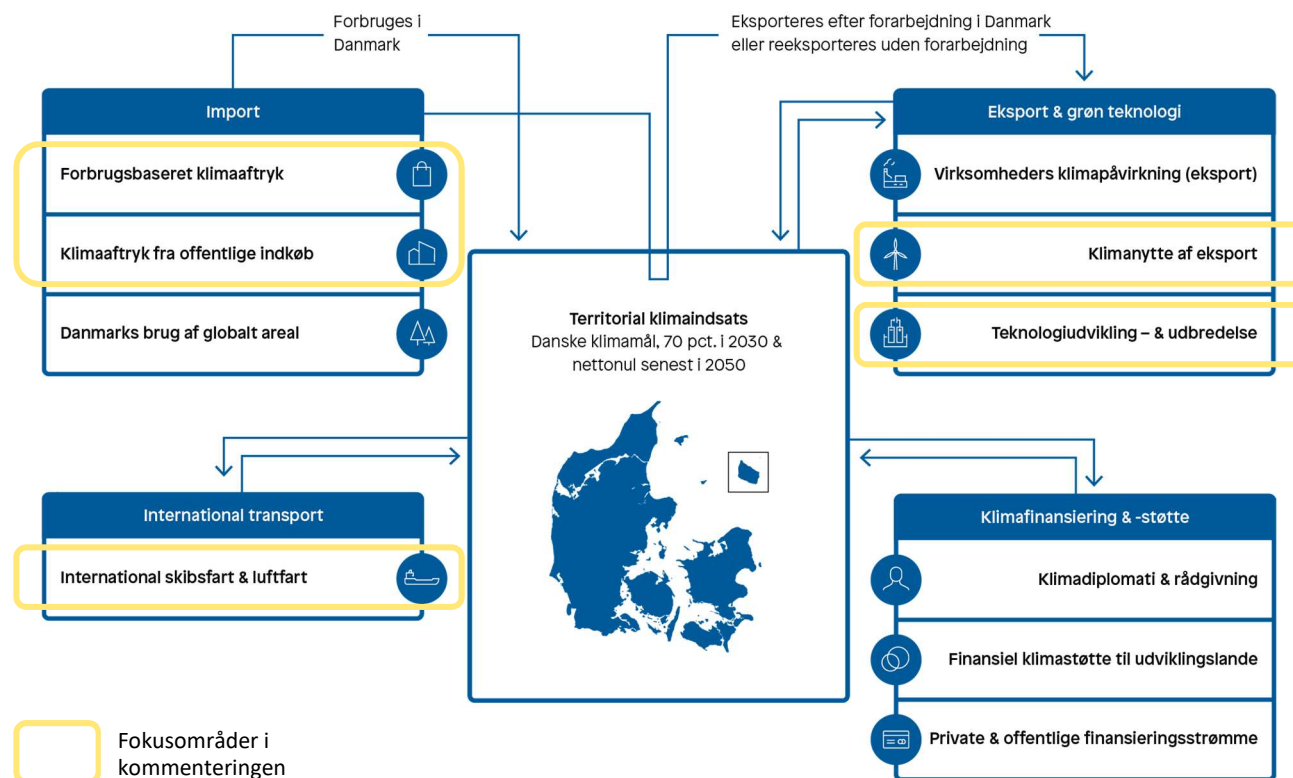 Forbruges i
Danmark
Eksporteres efter forarbejdning i Danmark
eller reeksporteres uden forarbejdning
Import
Forbrugsbaseret klimaaftryk
Klimaaftryk fra offentlige indkøb
Danmarks brug af globalt areal
Eksport & grøn teknologi
Virksomheders klimapåvirkning (eksport)
Klimanytte af eksport
Teknologiudvikling – & udbredelse
Territorial klimaindsats
Danske klimamål, 70 pct. i 2030 &
nettonul senest i 2050
International transport
International skibsfart & luftfart
Klimafinansiering & -støtte
Klimadiplomati & rådgivning
Finansiel klimastøtte til udviklingslande
Private & offentlige finansieringsstrømme
Fokusområder i
kommenteringen